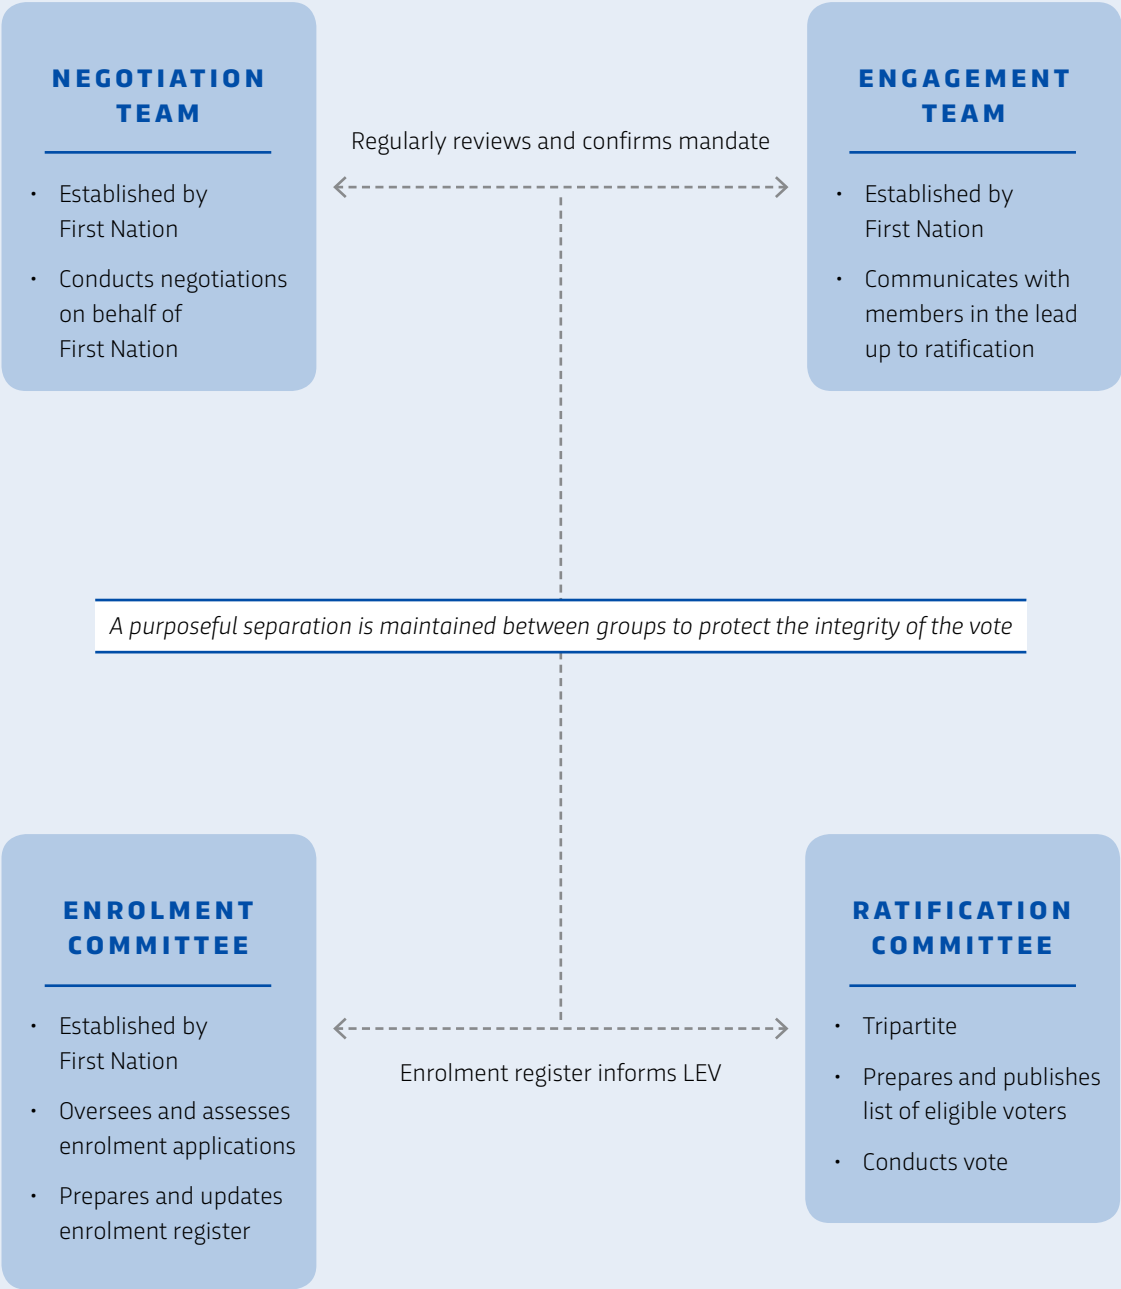 NEGOTIATION
TEAM
• Established by
First Nation
• Conducts negotiations
on behalf of
First Nation
Regularly reviews and confirms mandate
ENGAGEMENT
TEAM
• Established by
First Nation
• Communicates with
members in the lead
up to ratification
A purposeful separation is maintained between groups to protect the integrity of the vote
ENROLMENT
COMMITTEE
• Established by
First Nation
• Oversees and assesses
enrolment applications
• Prepares and updates
enrolment register
Enrolment register informs LEV
RATIFICATION
COMMITTEE
• Tripartite
• Prepares and publishes
list of eligible voters
• Conducts vote